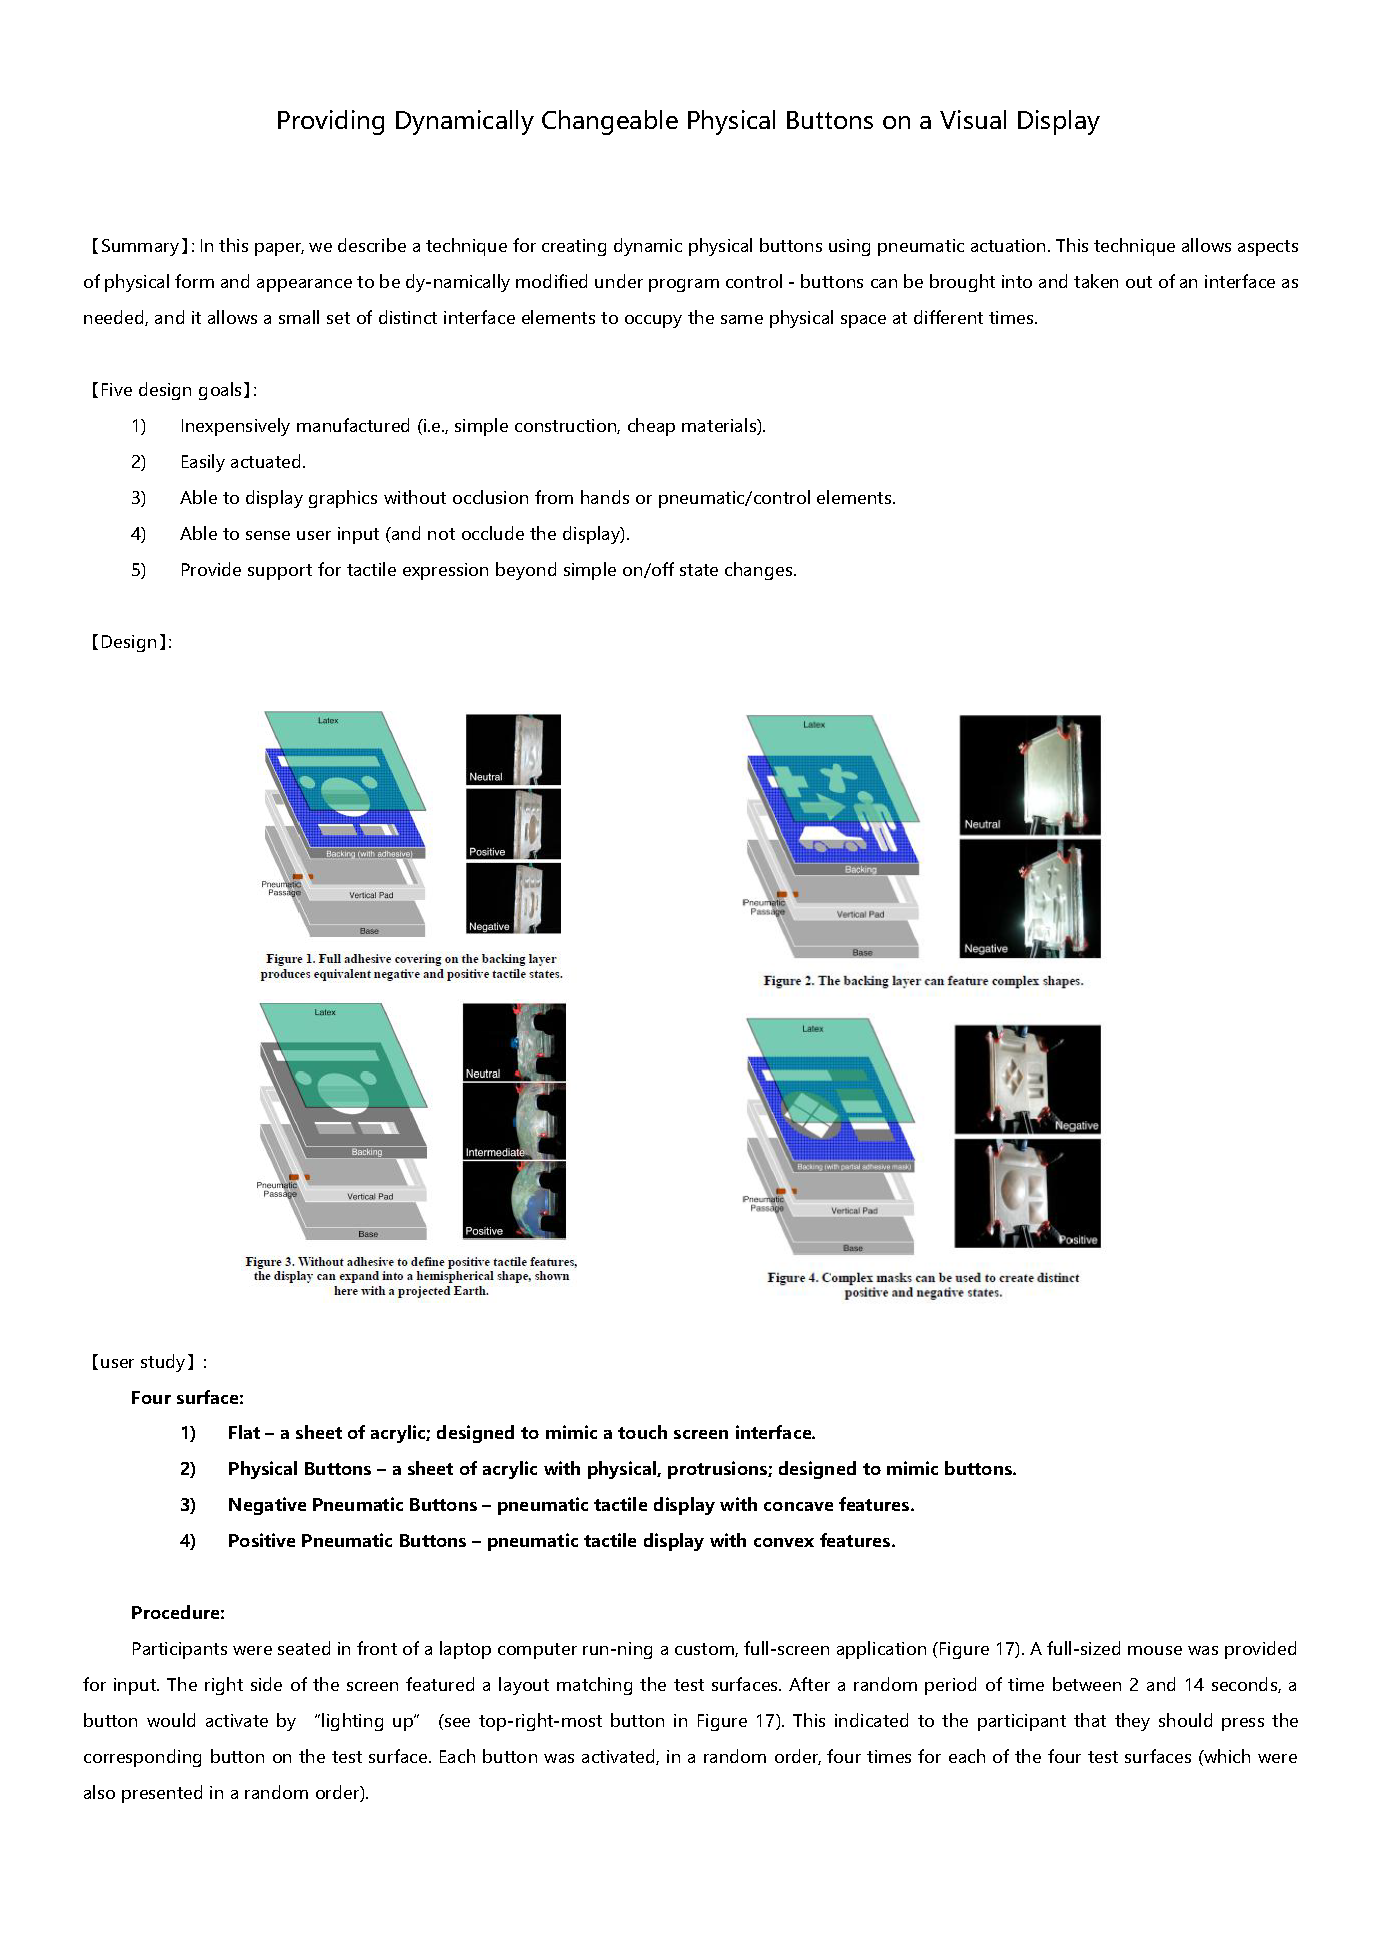 Providing Dynamically Changeable Physical Buttons on a Visual Display
【Summary】: In this paper, we describe a technique for creating dynamic physical buttons using pneumatic actuation. This technique allows aspects
of physical form and appearance to be dy-namically modified under program control - buttons can be brought into and taken out of an interface as
needed, and it allows a small set of distinct interface elements to occupy the same physical space at different times.
【Five design goals】:
1) Inexpensively manufactured (i.e., simple construction, cheap materials).
2) Easily actuated.
3) Able to display graphics without occlusion from hands or pneumatic/control elements.
4) Able to sense user input (and not occlude the display).
5) Provide support for tactile expression beyond simple on/off state changes.
【Design】:
Latex
Backing (with adhesive)
Pneumatic
Passage
Vertical Pad
Base
Neutral
Positive
Negative
Figure 1. Full adhesive covering on the backing layer
produces equivalent negative and positive tactile states.
Latex
Backing
Pneumatic
Passage
Vertical Pad
Base
Neutral
Negative
Figure 2. The backing layer can feature complex shapes.
Latex
Backing
Pneumatic
Passage
Vertical Pad
Base
Neutral
Intermediate
Positive
Figure 3. Without adhesive to define positive tactile features,
the display can expand into a hemispherical shape, shown
here with a projected Earth.
Latex
Backing (with partial adhesive mask)
Pneumatic
Passage
Vertical Pad
Base
Negative
Positive
Figure 4. Complex masks can be used to create distinct
positive and negative states.
【user study】:
Four surface:
1) Flat – a sheet of acrylic; designed to mimic a touch screen interface.
2) Physical Buttons – a sheet of acrylic with physical, protrusions; designed to mimic buttons.
3) Negative Pneumatic Buttons – pneumatic tactile display with concave features.
4) Positive Pneumatic Buttons – pneumatic tactile display with convex features.
Procedure:
Participants were seated in front of a laptop computer run-ning a custom, full-screen application (Figure 17). A full-sized mouse was provided
for input. The right side of the screen featured a layout matching the test surfaces. After a random period of time between 2 and 14 seconds, a
button would activate by “lighting up” (see top-right-most button in Figure 17). This indicated to the participant that they should press the
corresponding button on the test surface. Each button was activated, in a random order, four times for each of the four test surfaces (which were
also presented in a random order).